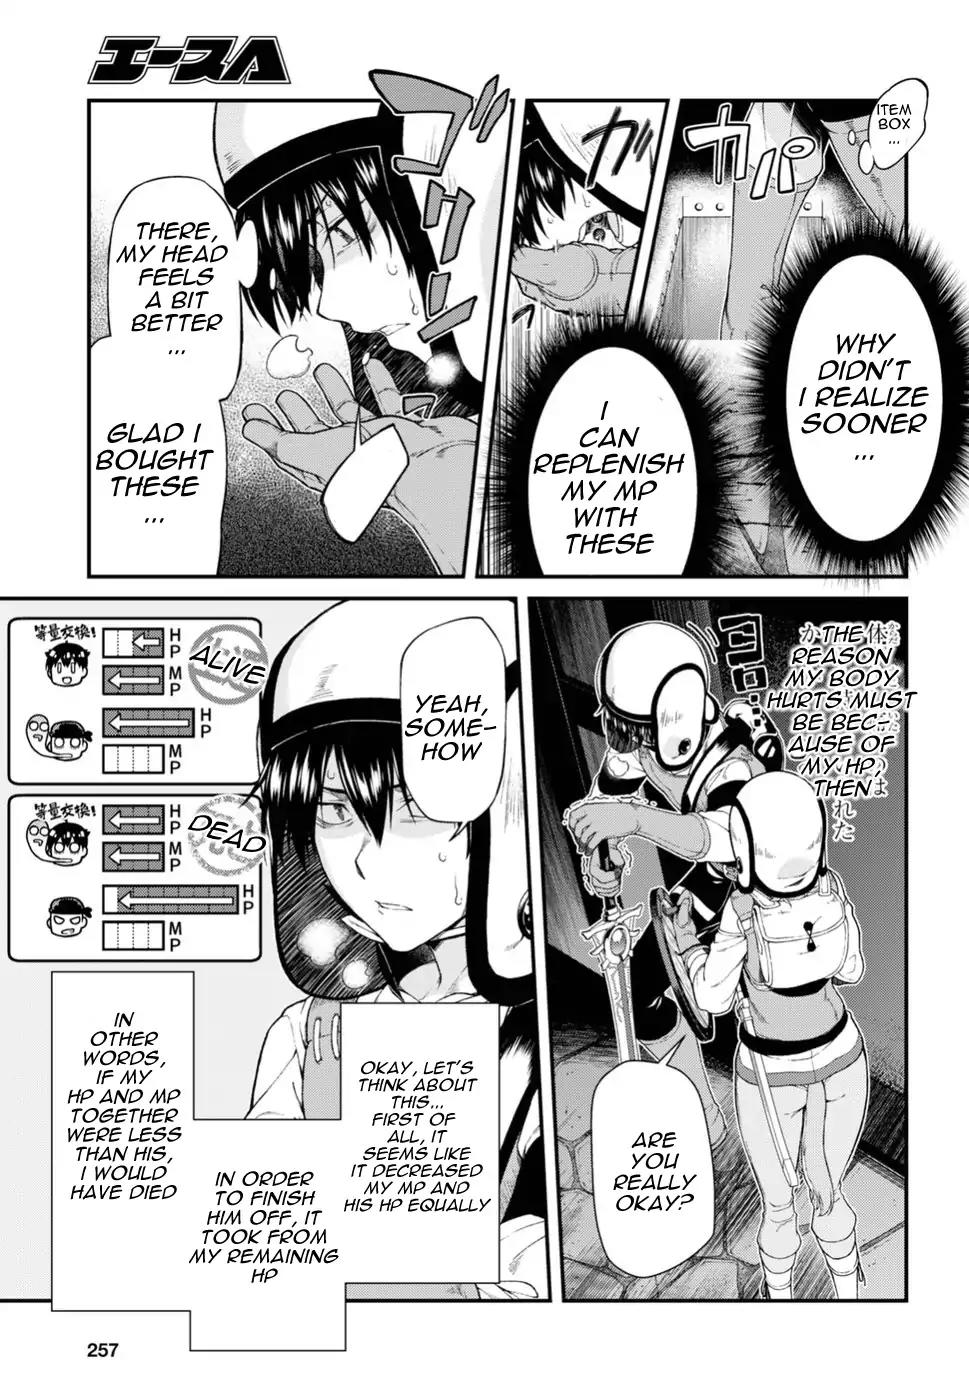 エースA
ITEM
BOX
...
ガパ
WHY
DIDN'T
I REALIZE
SOONER
...
I
CAN
REPLENISH
MY MP
WITH
THESE
THERE,
MY HEAD
FEELS
A BIT
BETTER
...
GLAD I
BOUGHT
THESE
...
ヨロ...
THE
REASON
MY BODY
HURTS MUST
BE BEC-
AUSE OF
MY HP,
THEN
ARE
YOU
REALLY
OKAY?
YEAH,
SOME-
HOW
等量交換!
HP
MP
ALIVE
HP
MP
等量交換!
HP
MP
DEAD
HP
MP
OKAY, LET'S
THINK ABOUT
THIS...
FIRST OF
ALL, IT
SEEMS LIKE
IT DECREASED
MY MP AND
HIS HP EQUALLY
IN ORDER
TO FINISH
HIM OFF, IT
TOOK FROM
MY REMAINING
HP
IN
OTHER
WORDS,
IF MY
HP AND MP
TOGETHER
WERE LESS
THAN HIS,
I WOULD
HAVE DIED
257